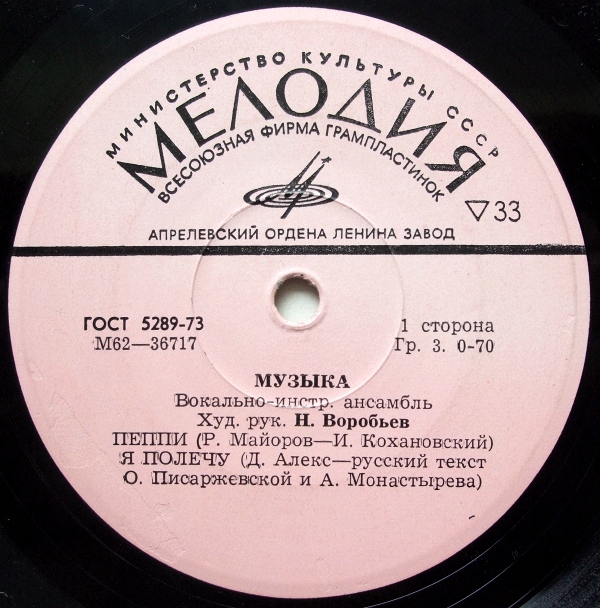 МИНИСТЕРСТВО КУЛЬТУРЫ СССР
МЕЛОДИЯ
ВСЕСОЮЗНАЯ ФИРМА ГРАМПЛАСТИНОК
▽33
АПРЕЛЕВСКИЙ ОРДЕНА ЛЕНИНА ЗАВОД
ГОСТ 5289-73
1 сторона
М62—36717
Гр. 3. 0-70
МУЗЫКА
Вокально-инстр. ансамбль
Худ. рук. Н. Воробьев
ПЕППИ (Р. Майоров—И. Кохановский)
Я ПОЛЕЧУ (Д. Алекс—русский текст
О. Писаржевской и А. Монастырева)